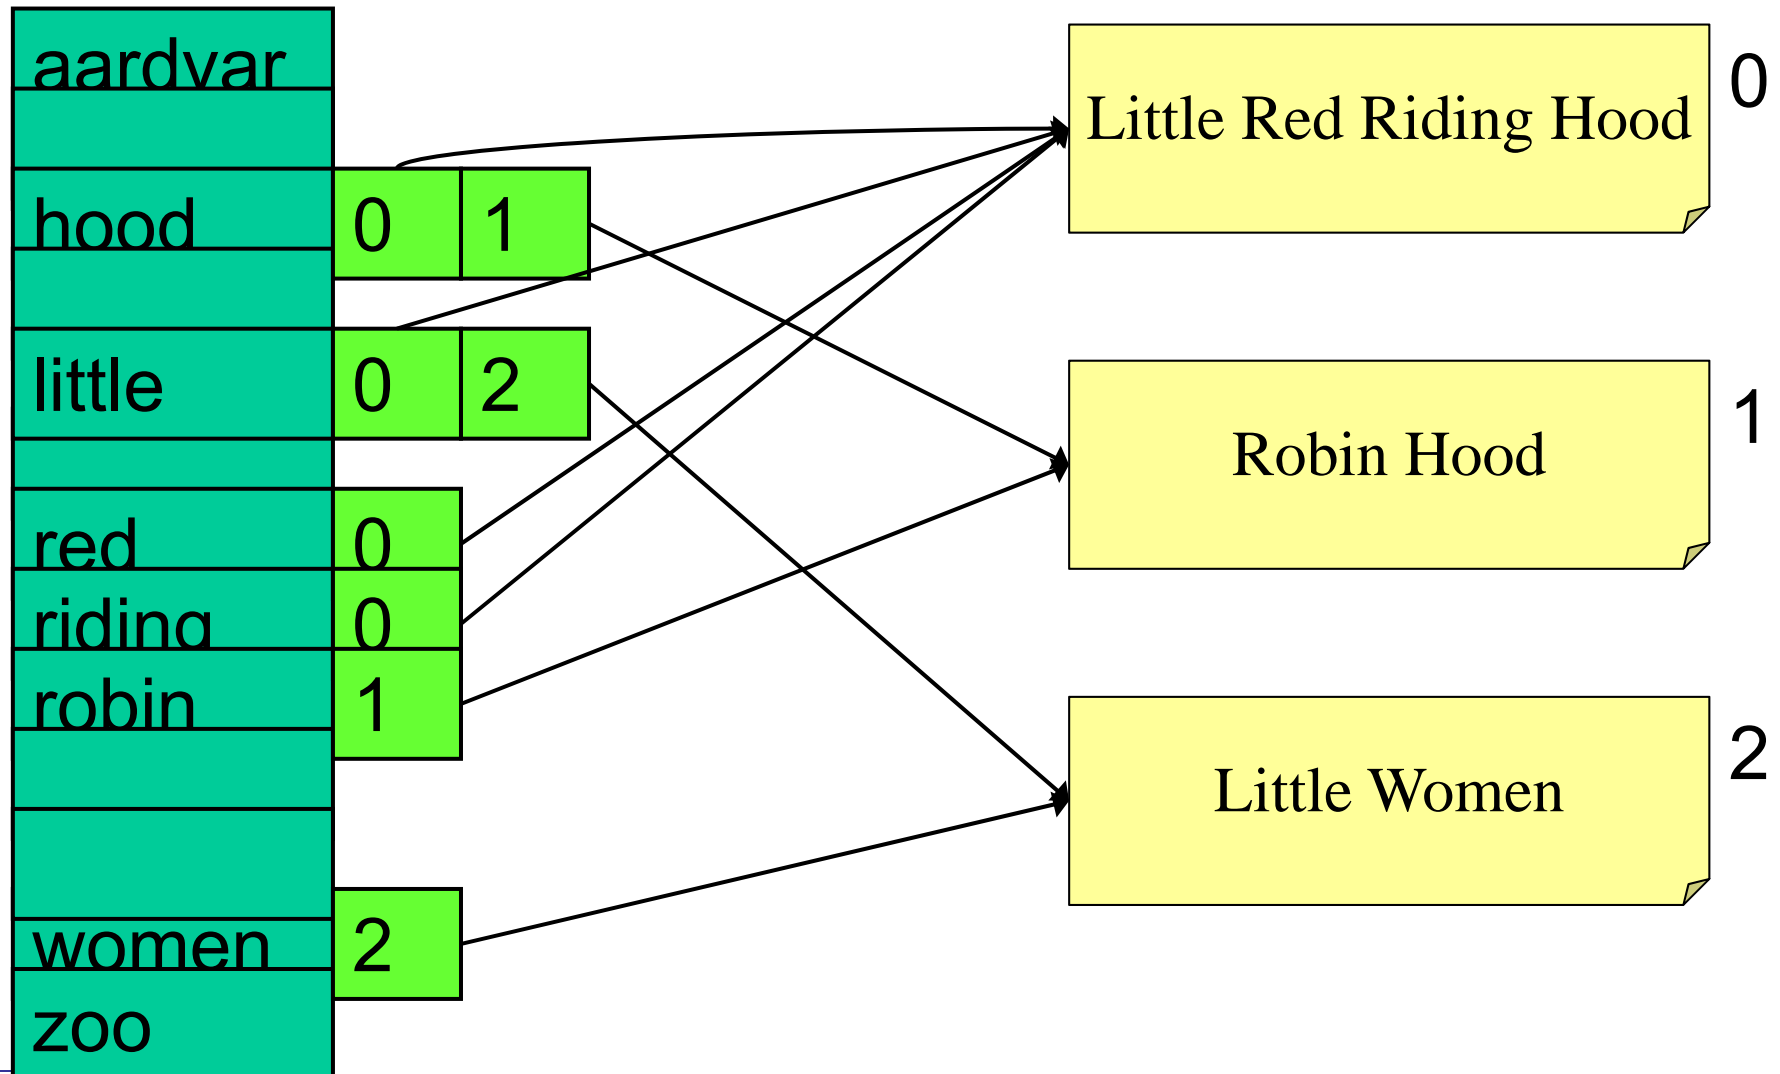 aardvar
hood 0 1
little 0 2
red 0
riding 0
robin 1
women 2
zoo
Little Red Riding Hood 0
Robin Hood 1
Little Women 2